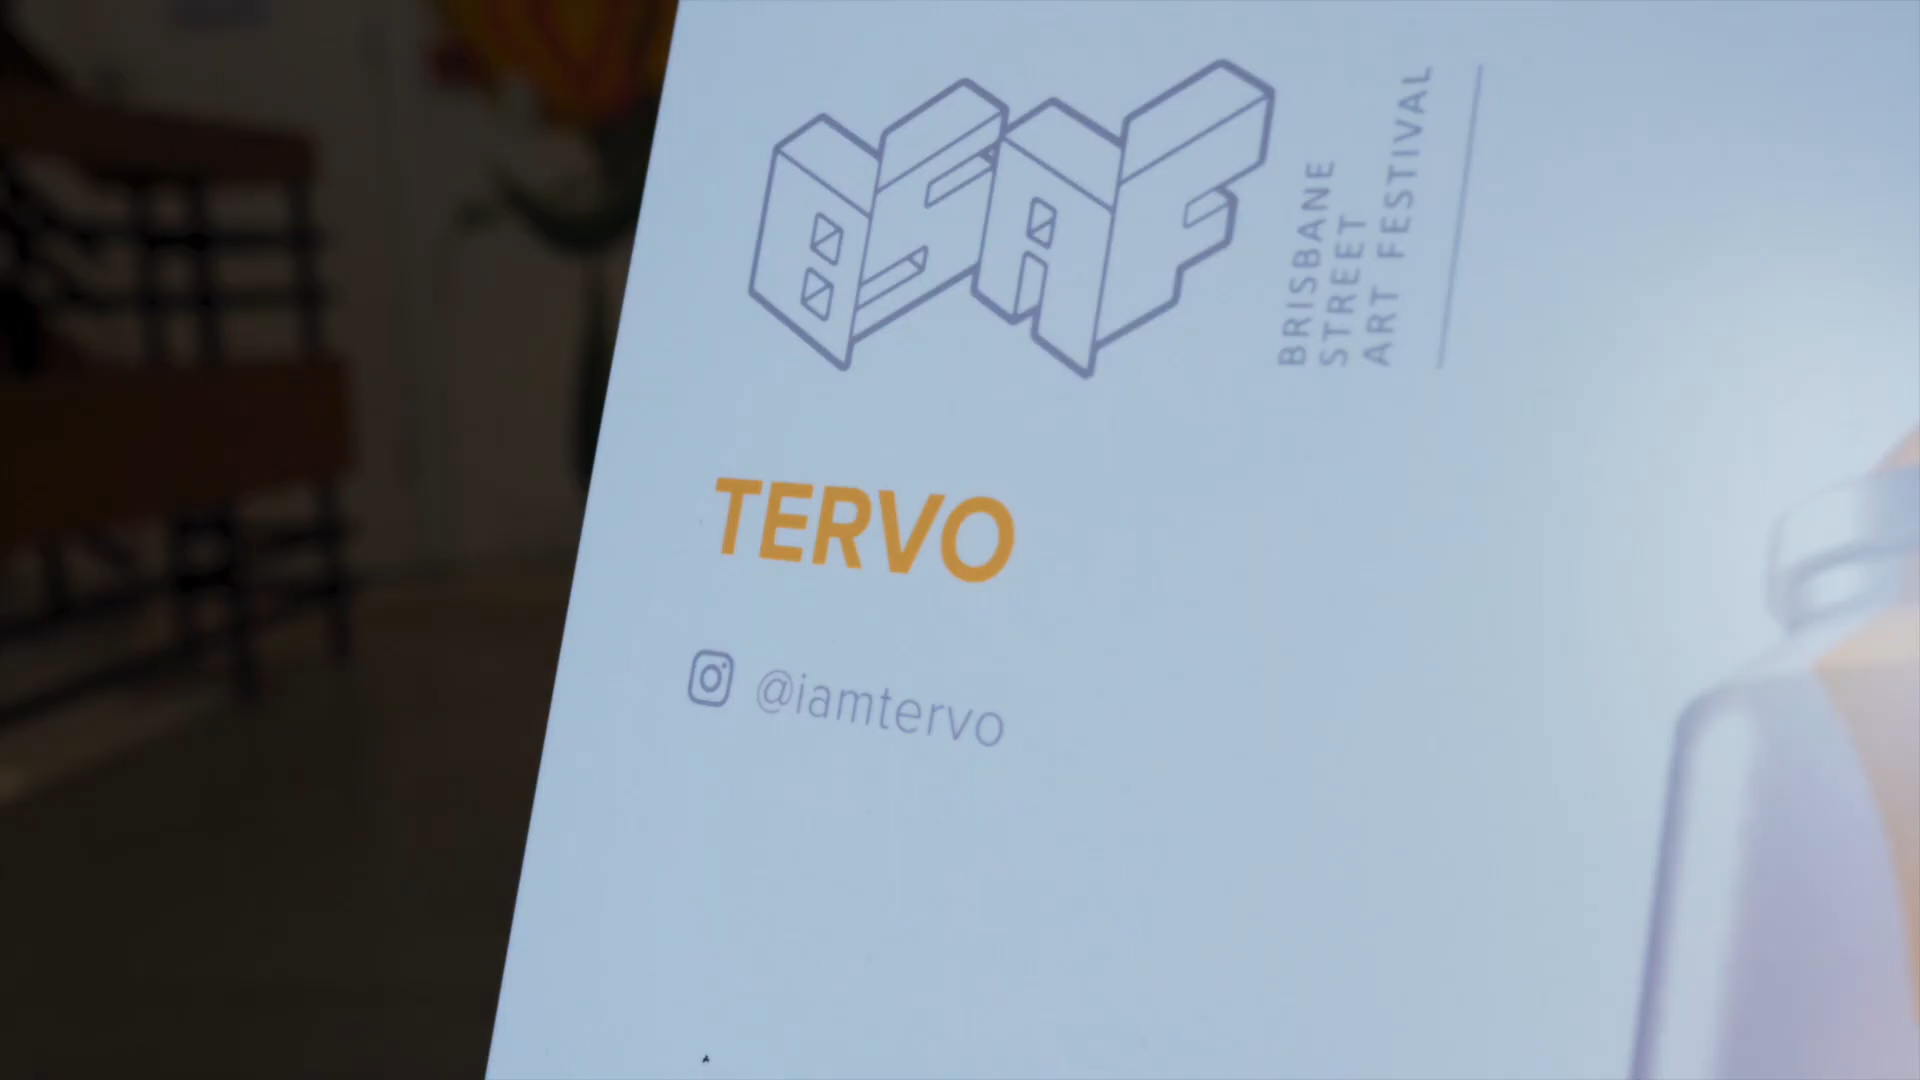 BSAF
BRISBANE
STREET
ART FESTIVAL
TERVO
@iamtervo